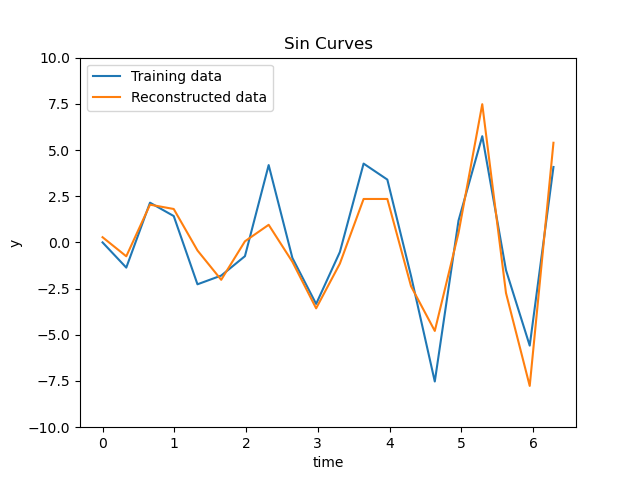 Sin Curves
Training data
Reconstructed data
10.0
7.5
5.0
2.5
0.0
−2.5
−5.0
−7.5
−10.0
y
0 1 2 3 4 5 6
time